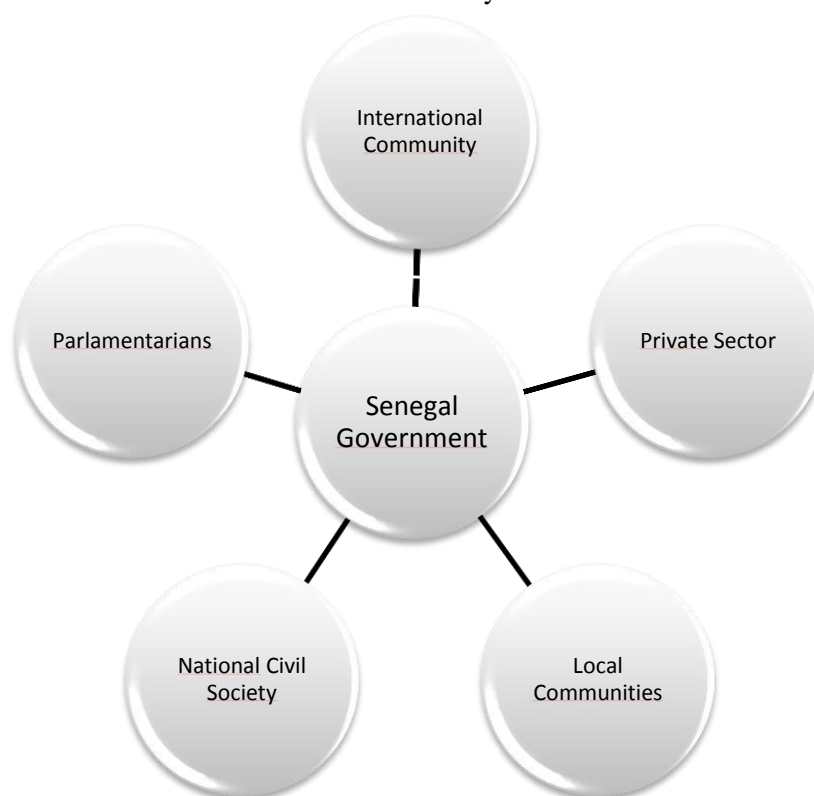 International
Community
Parlamentarians
Private Sector
Senegal
Government
National Civil
Society
Local
Communities